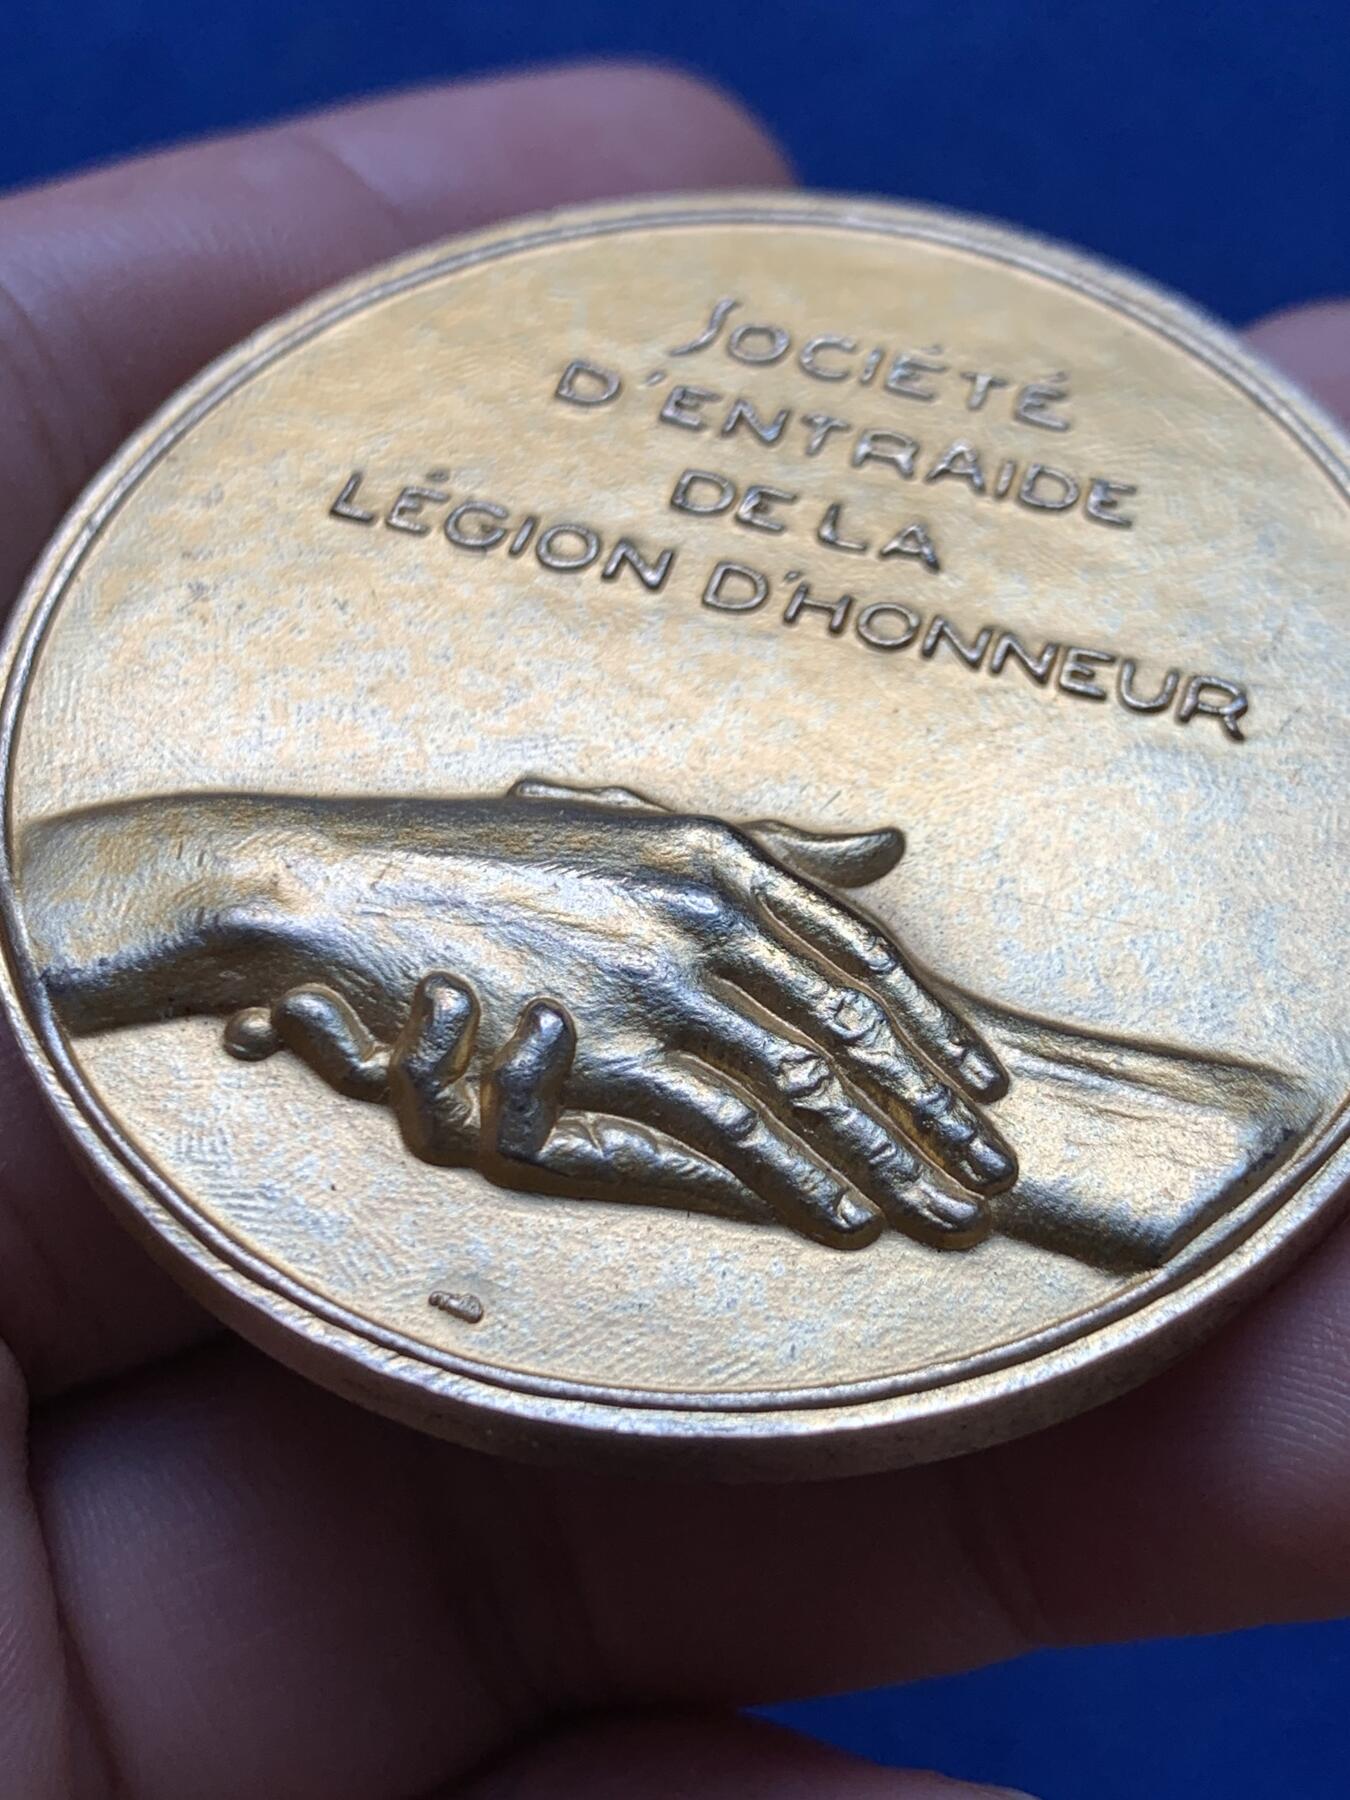 SOCIÉTÉ
D'ENTRAIDE
DE LA
LÉGION D'HONNEUR